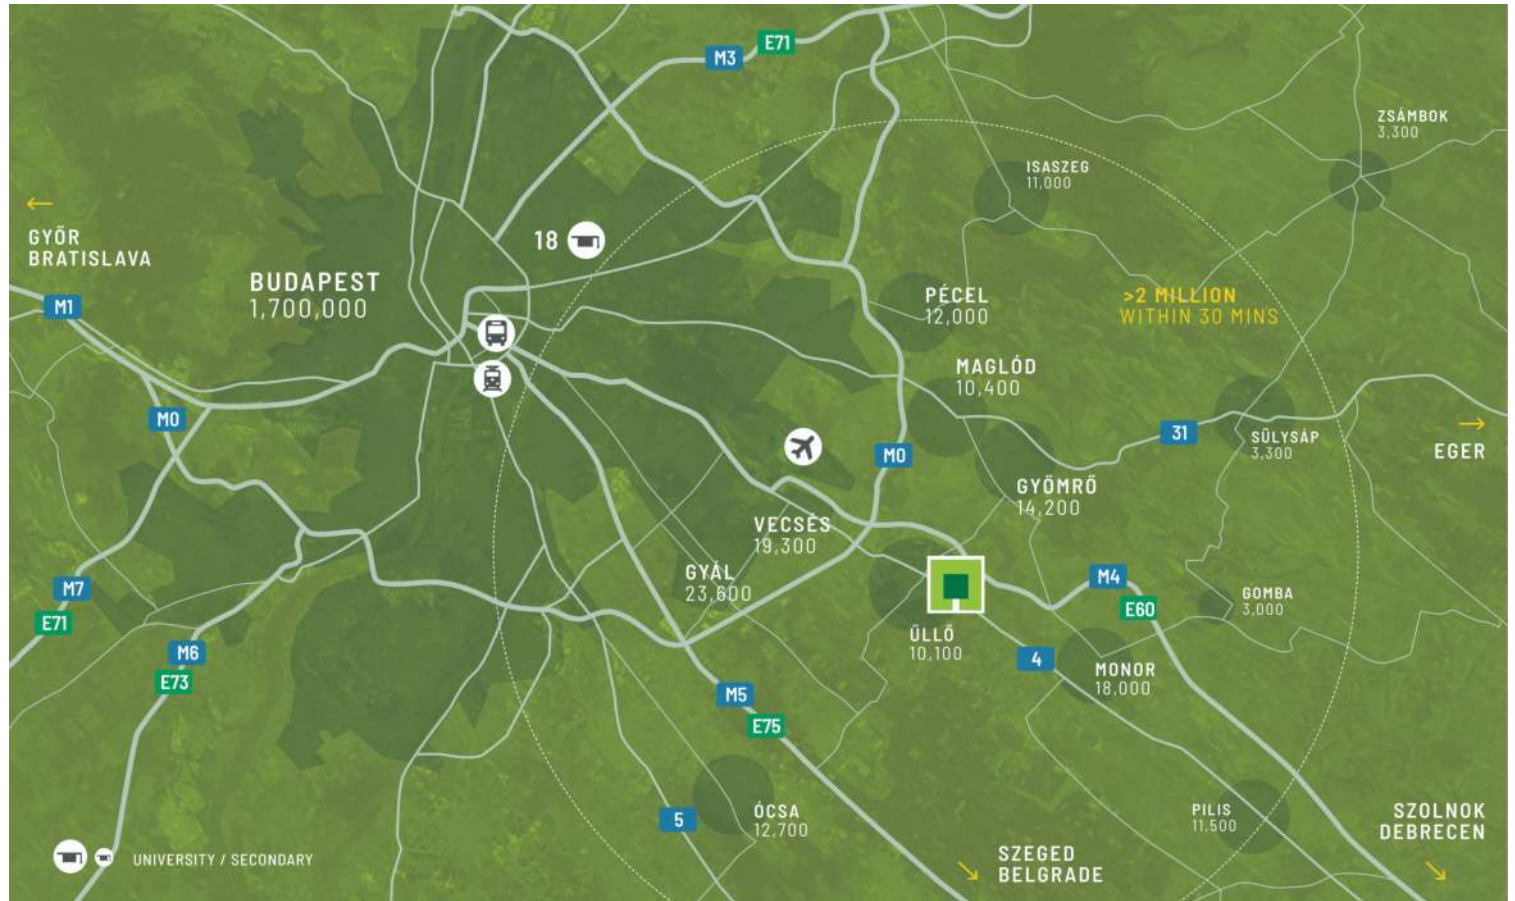 E71
M3
ZSÁMBOK
3,300
ISASZEG
11,000
GYŐR
BRATISLAVA
18
BUDAPEST
1,700,000
M1
PÉCEL
12,000
>2 MILLION
WITHIN 30 MINS
MAGLÓD
10,400
M0
31
SÜLYSÁP
3,300
EGER
M0
GYŐMRŐ
14,200
VECSÉS
19,300
GYÁL
23,600
M7
E71
M4
E60
GOMBA
3,000
ŰLLŐ
10,100
4
MONOR
18,000
M6
E73
M5
E75
ÓCSA
12,700
5
PILIS
11,500
SZOLNOK
DEBRECEN
UNIVERSITY / SECONDARY
SZEGED
BELGRADE